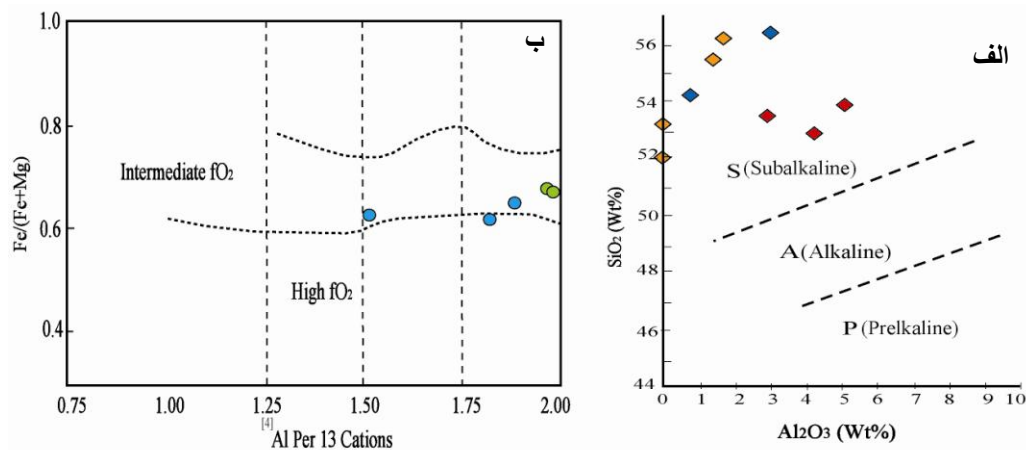 ب
1.0
0.8
0.6
0.4
Fe/(Fe+Mg)
Intermediate fO₂
High fO₂
0.75
1.00
1.25
1.50
1.75
2.00
[4]
Al Per 13 Cations
الف
56
54
52
50
48
46
44
SiO₂ (Wt%)
S (Subalkaline)
A (Alkaline)
P (Prelkaline)
0 1 2 3 4 5 6 7 8 9 10
Al₂O₃ (Wt%)